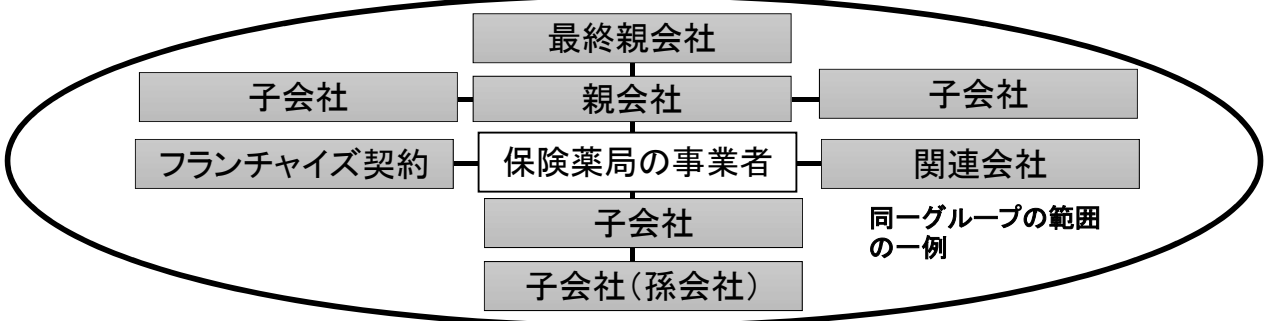 最終親会社
子会社
親会社
子会社
フランチャイズ契約
保険薬局の事業者
関連会社
子会社
同一グループの範囲
の一例
子会社（孫会社）